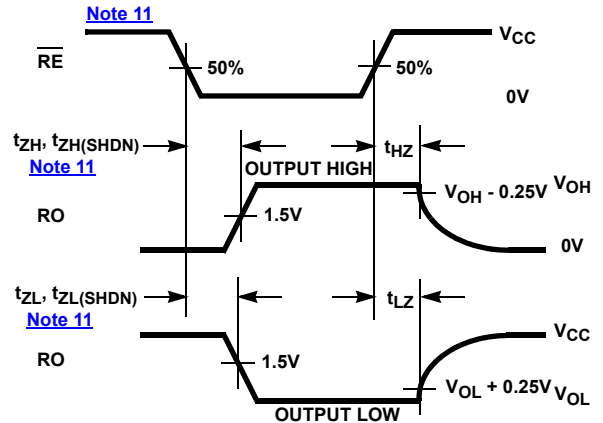 Note 11
RE
50%
50%
VCC
0V
tZH, tZH(SHDN)
Note 11
tHZ
OUTPUT HIGH
VOH - 0.25V VOH
RO
1.5V
0V
tZL, tZL(SHDN)
Note 11
tLZ
RO
1.5V
VCC
VOL + 0.25V VOL
OUTPUT LOW